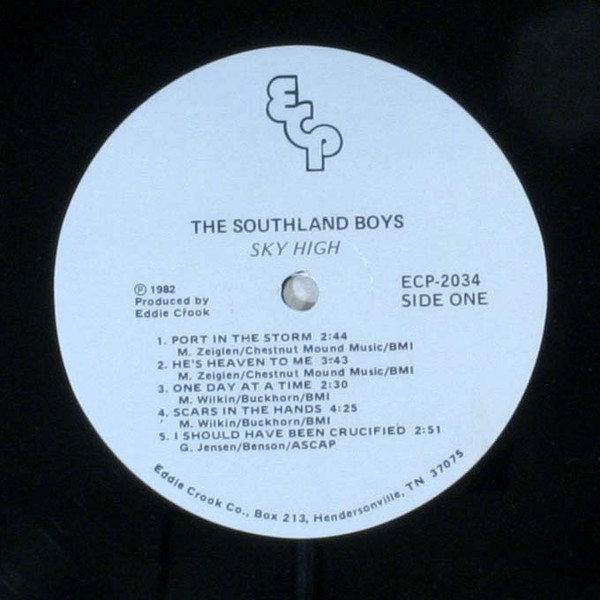 ECP
THE SOUTHLAND BOYS
SKY HIGH
℗ 1982
Produced by
Eddie Crook
ECP-2034
SIDE ONE
1. PORT IN THE STORM 2:44
M. Zeiglen/Chestnut Mound Music/BMI
2. HE'S HEAVEN TO ME 3:43
M. Zeiglen/Chestnut Mound Music/BMI
3. ONE DAY AT A TIME 2:30
M. Wilkin/Buckhorn/BMI
4. SCARS IN THE HANDS 4:25
M. Wilkin/Buckhorn/BMI
5. I SHOULD HAVE BEEN CRUCIFIED 2:51
G. Jensen/Benson/ASCAP
Eddie Crook Co., Box 213, Hendersonville, TN 37075